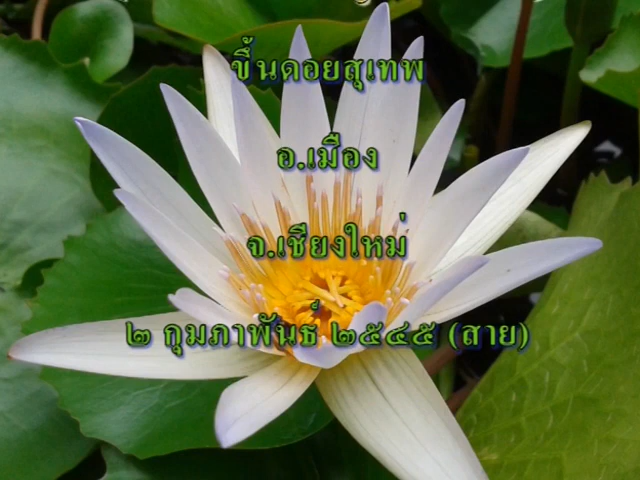 ขึ้นดอยสุเทพ
อ.เมือง
จ.เชียงใหม่
๒ กุมภาพันธ์ ๒๕๔๕ (สาย)